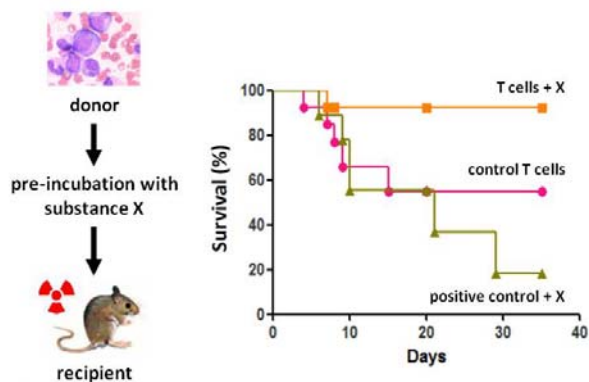 donor
pre-incubation with
substance X
recipient
Survival (%)
100
80
60
40
20
0
T cells + X
control T cells
positive control + X
0
10
20
30
40
Days